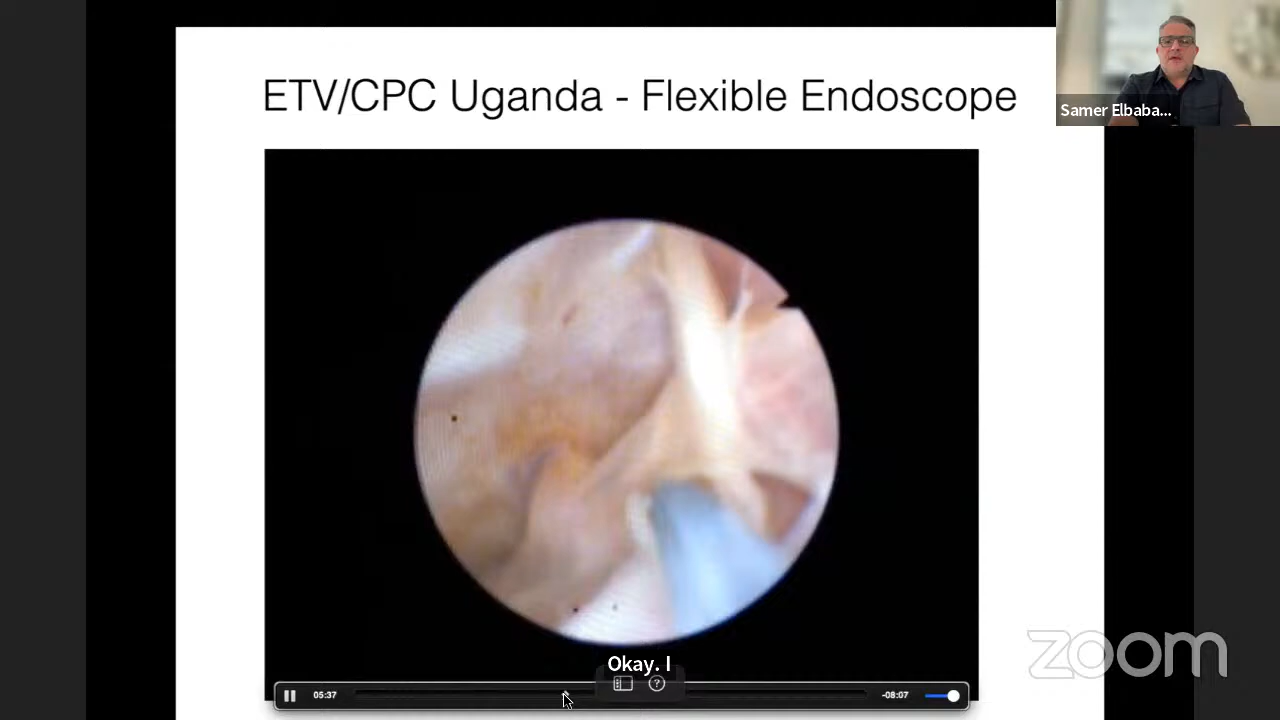 ETV/CPC Uganda - Flexible Endoscope
Samer Elbaba...
Okay. I
05:37
-08:07
zoom